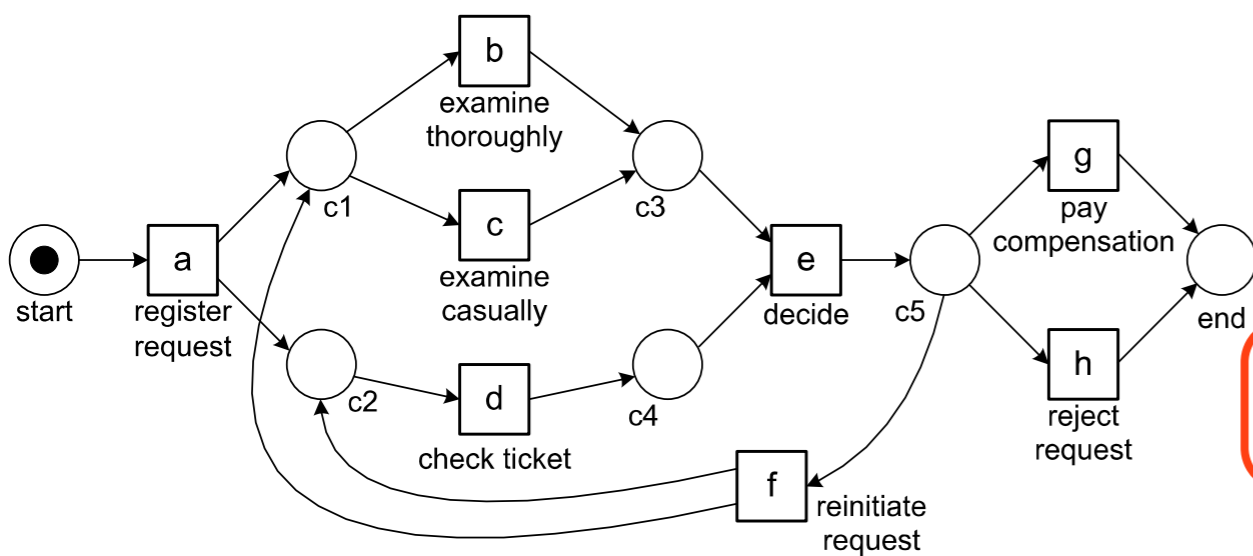 b
examine
thoroughly
c1
c3
g
pay
compensation
c
examine
casually
start
a
register
request
e
decide
c5
end
c2
d
check ticket
c4
h
reject
request
f
reinitiate
request